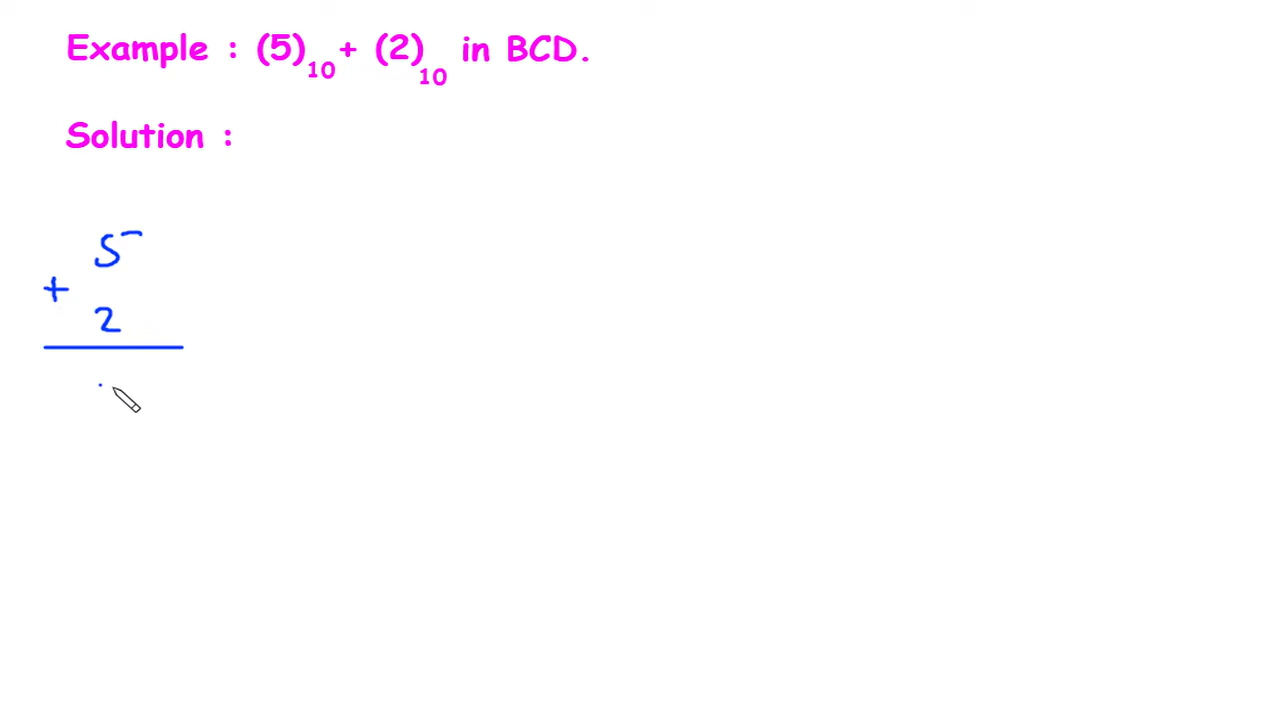 Example : (5)10 + (2)10 in BCD.
Solution :
5
+
2